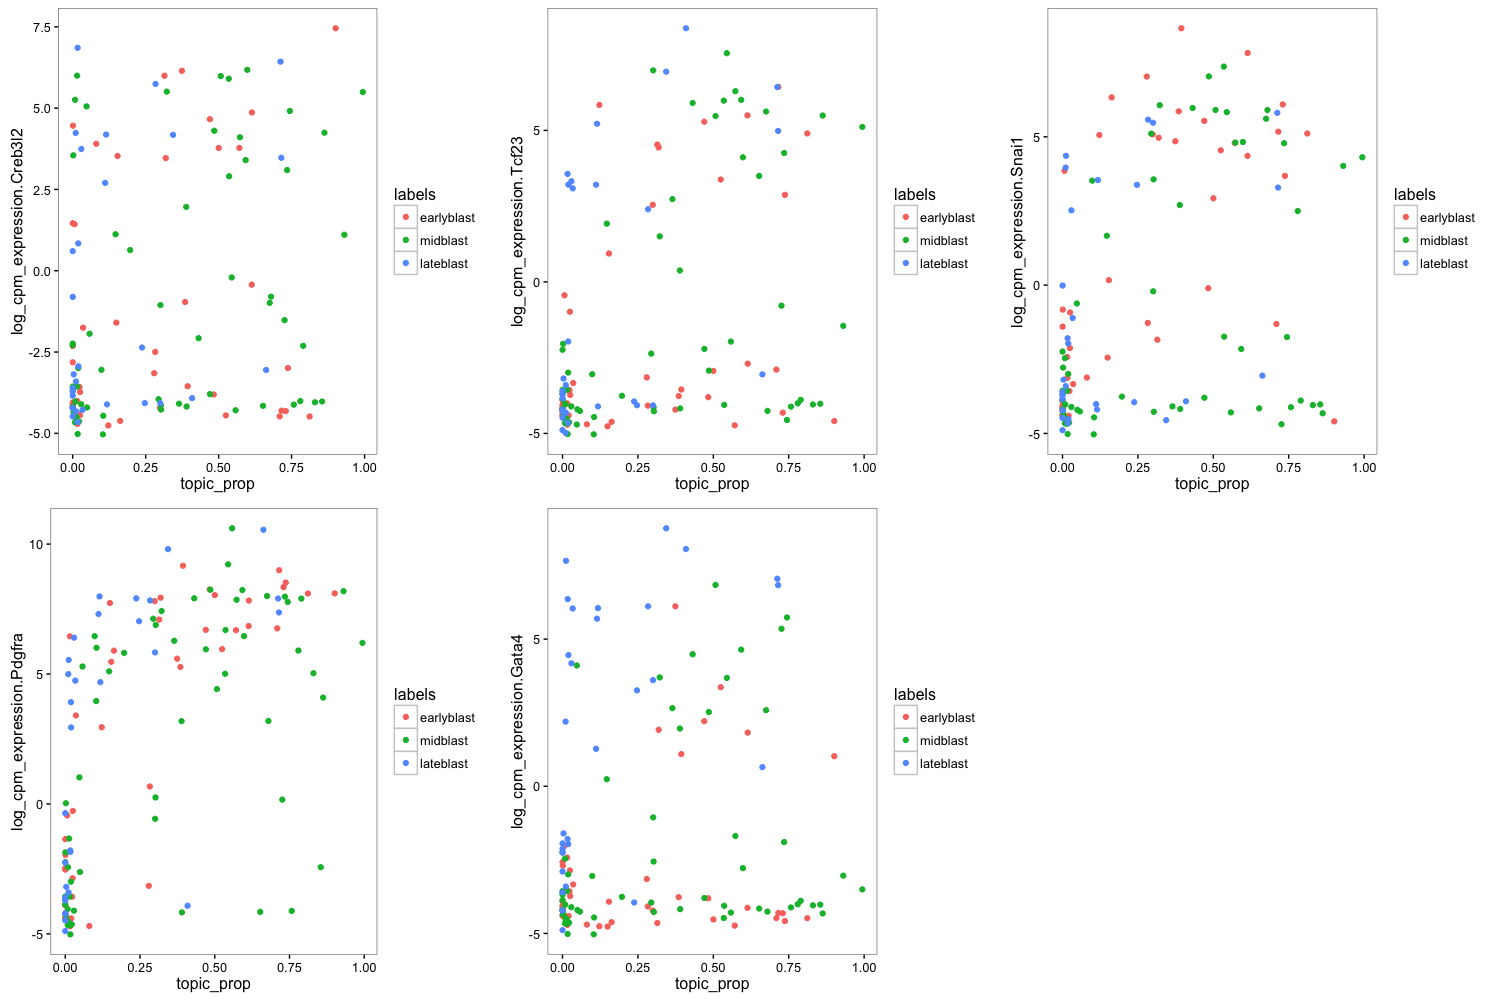 log_cpm_expression.Creb3l2
7.5
5.0
2.5
0.0
-2.5
-5.0
0.00 0.25 0.50 0.75 1.00
topic_prop
labels
earlyblast
midblast
lateblast
log_cpm_expression.Tcf23
5
0
-5
0.00 0.25 0.50 0.75 1.00
topic_prop
labels
earlyblast
midblast
lateblast
log_cpm_expression.Snai1
5
0
-5
0.00 0.25 0.50 0.75 1.00
topic_prop
labels
earlyblast
midblast
lateblast
log_cpm_expression.Pdgfra
10
5
0
-5
0.00 0.25 0.50 0.75 1.00
topic_prop
labels
earlyblast
midblast
lateblast
log_cpm_expression.Gata4
5
0
-5
0.00 0.25 0.50 0.75 1.00
topic_prop
labels
earlyblast
midblast
lateblast